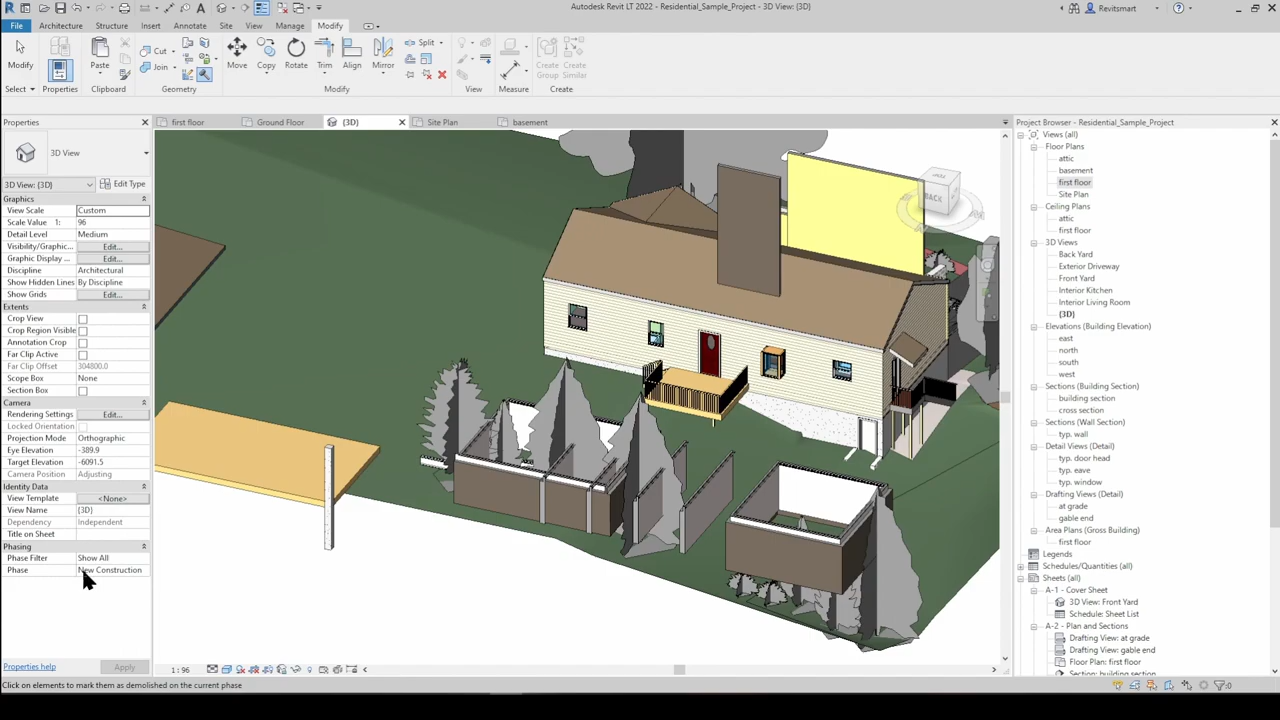 Autodesk Revit LT 2022 - Residential_Sample_Project - 3D View: {3D}
Revitsmart
File
Architecture
Structure
Insert
Annotate
Site
View
Manage
Modify
Modify
Properties
Paste
Cut
Join
Move
Copy
Rotate
Trim
Align
Mirror
Split
Create Group
Create Similar
Select
Properties
Clipboard
Geometry
Modify
View
Measure
Create
Properties
first floor
Ground Floor
{3D}
Site Plan
basement
Project Browser - Residential_Sample_Project
3D View
3D View: {3D}
Edit Type
Graphics
View Scale Custom
Scale Value 1: 96
Detail Level Medium
Visibility/Graphic... Edit...
Graphic Display ... Edit...
Discipline Architectural
Show Hidden Lines By Discipline
Show Grids Edit...
Extents
Crop View
Crop Region Visible
Annotation Crop
Far Clip Active
Far Clip Offset 304800.0
Scope Box None
Section Box
Camera
Rendering Settings Edit...
Locked Orientation
Projection Mode Orthographic
Eye Elevation -389.9
Target Elevation -6091.5
Camera Position Adjusting
Identity Data
View Template <None>
View Name {3D}
Dependency Independent
Title on Sheet
Phasing
Phase Filter Show All
Phase New Construction
Properties help
Apply
TOP
BACK
Views (all)
Floor Plans
attic
basement
first floor
Site Plan
Ceiling Plans
attic
first floor
3D Views
Back Yard
Exterior Driveway
Front Yard
Interior Kitchen
Interior Living Room
{3D}
Elevations (Building Elevation)
east
north
south
west
Sections (Building Section)
building section
cross section
Sections (Wall Section)
typ. wall
Detail Views (Detail)
typ. door head
typ. eave
typ. window
Drafting Views (Detail)
at grade
gable end
Area Plans (Gross Building)
first floor
Legends
Schedules/Quantities (all)
Sheets (all)
A-1 - Cover Sheet
3D View: Front Yard
Schedule: Sheet List
A-2 - Plan and Sections
Drafting View: at grade
Drafting View: gable end
Floor Plan: first floor
Section: building section
1 : 96
Click on elements to mark them as demolished on the current phase
:0